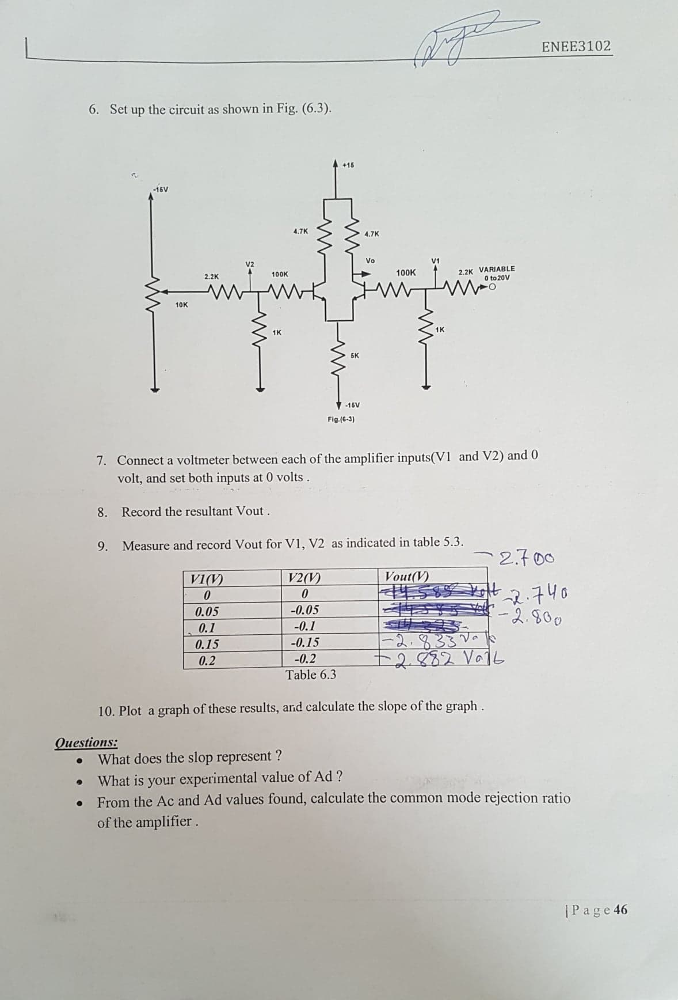 ENEE3102
6. Set up the circuit as shown in Fig. (6.3).
+15
-15V
4.7K
4.7K
V2
Vo
V1
2.2K
100K
100K
2.2K VARIABLE
0 to 20V
10K
1K
1K
5K
-15V
Fig.(6-3)
7. Connect a voltmeter between each of the amplifier inputs(V1 and V2) and 0
volt, and set both inputs at 0 volts .
8. Record the resultant Vout .
9. Measure and record Vout for V1, V2 as indicated in table 5.3.
-2.700
V1(V) V2(V) Vout(V)
0 0 -14.585 volt -2.740
0.05 -0.05 -2.800
0.1 -0.1
0.15 -0.15 -2.833 Volt
0.2 -0.2 -2.882 Volt
Table 6.3
10. Plot a graph of these results, and calculate the slope of the graph .
Questions:
• What does the slop represent ?
• What is your experimental value of Ad ?
• From the Ac and Ad values found, calculate the common mode rejection ratio
of the amplifier .
| P a g e 46